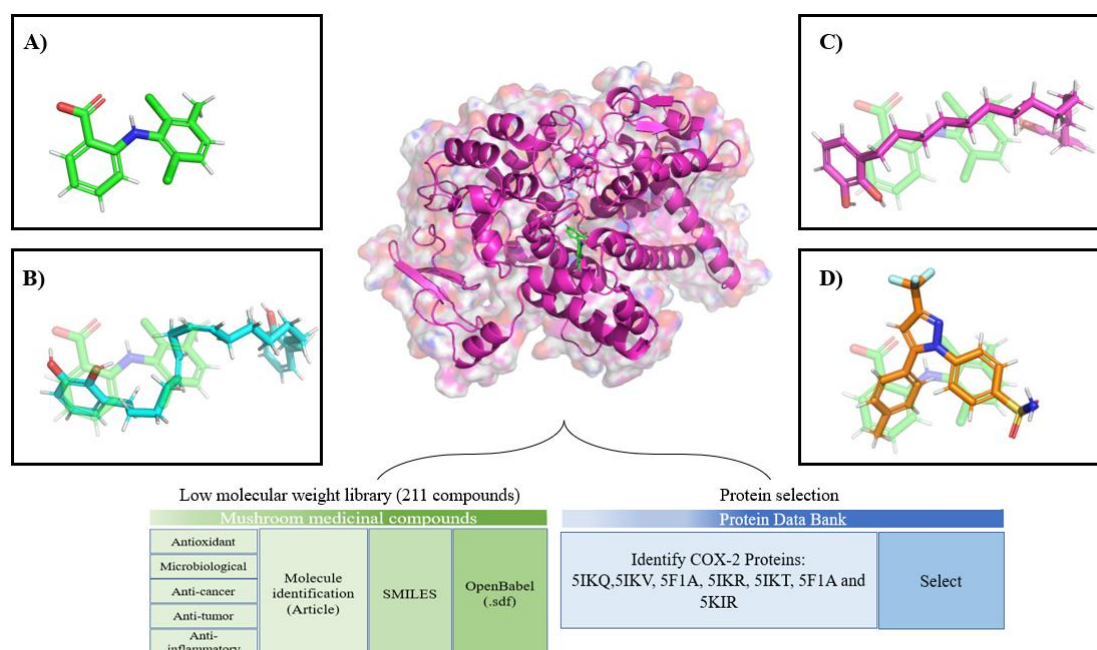 A)
C)
B)
D)
Low molecular weight library (211 compounds)
Mushroom medicinal compounds
Antioxidant
Microbiological
Anti-cancer
Anti-tumor
Anti-
inflammatory
Molecule
identification
(Article)
SMILES
OpenBabel
(.sdf)
Protein selection
Protein Data Bank
Identify COX-2 Proteins:
5IKQ,5IKV, 5F1A, 5IKR, 5IKT, 5F1A and
5KIR
Select